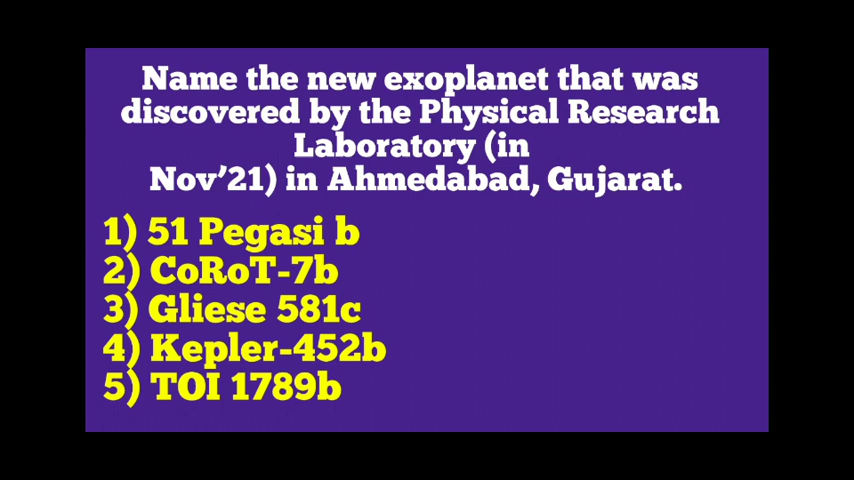 Name the new exoplanet that was
discovered by the Physical Research
Laboratory (in
Nov’21) in Ahmedabad, Gujarat.
1) 51 Pegasi b
2) CoRoT-7b
3) Gliese 581c
4) Kepler-452b
5) TOI 1789b